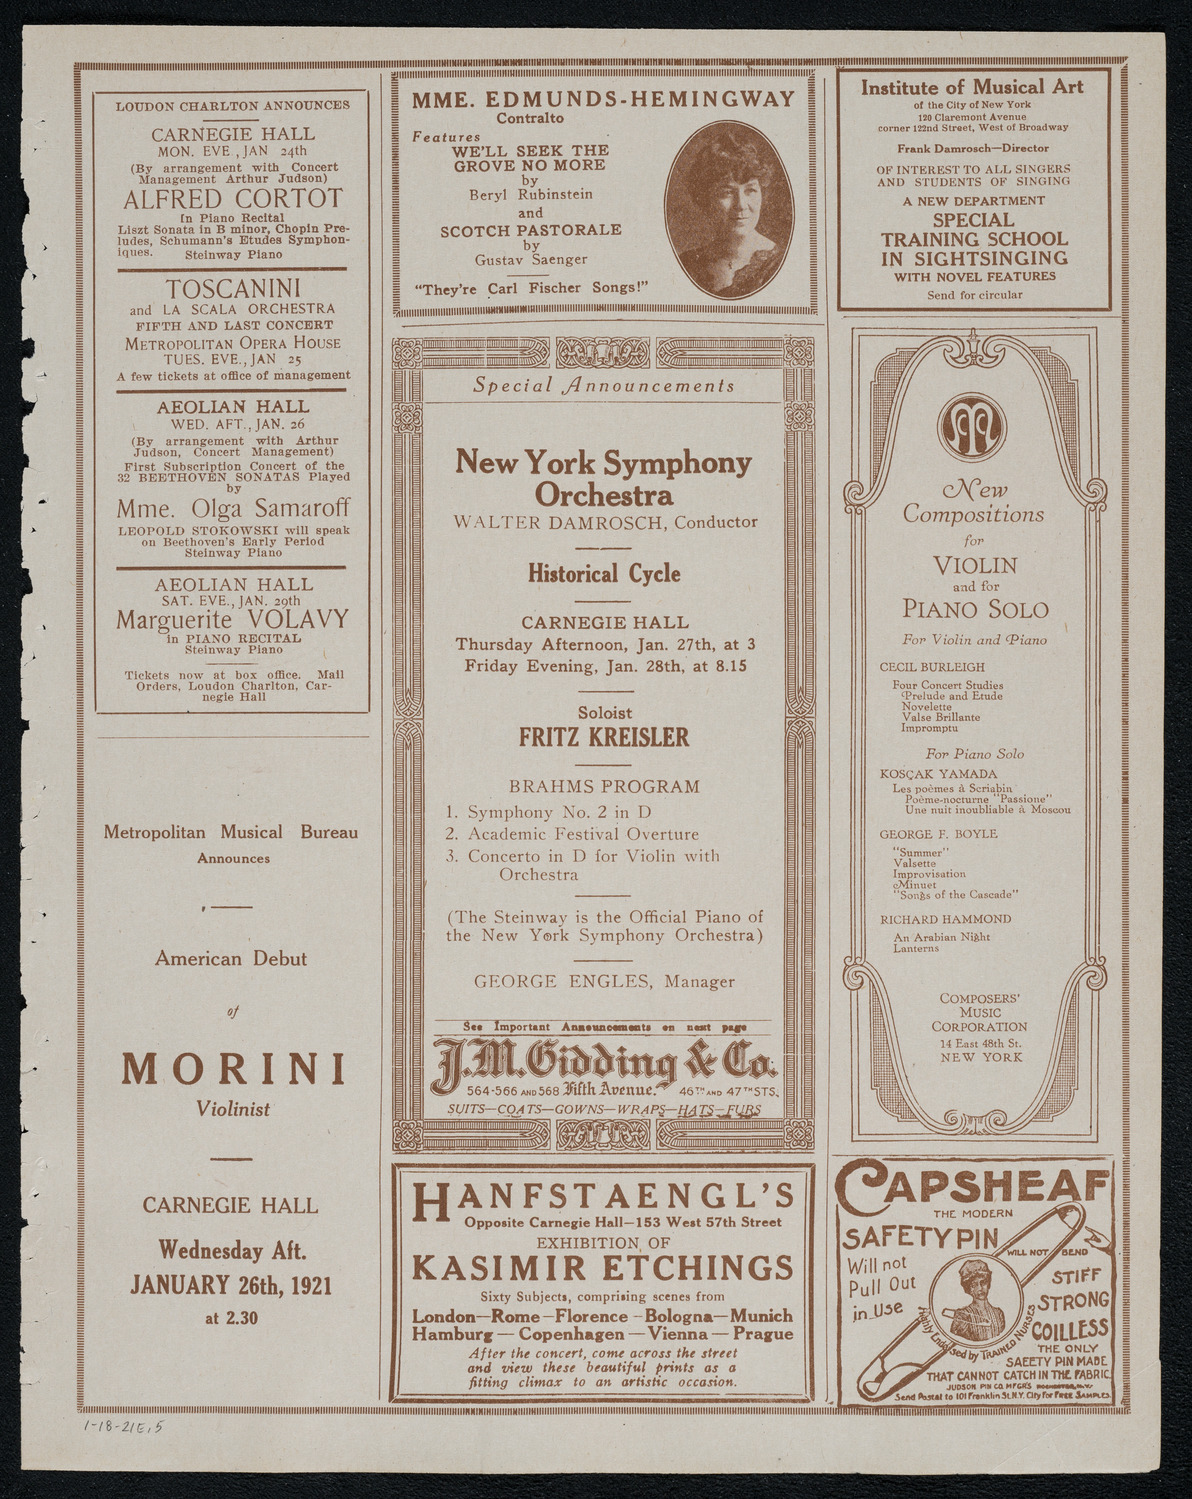 LOUDON CHARLTON ANNOUNCES
CARNEGIE HALL
MON. EVE., JAN 24th
(By arrangement with Concert
Management Arthur Judson)
ALFRED CORTOT
In Piano Recital
Liszt Sonata in B minor, Chopin Pre-
ludes, Schumann's Etudes Symphon-
iques. Steinway Piano
TOSCANINI
and LA SCALA ORCHESTRA
FIFTH AND LAST CONCERT
METROPOLITAN OPERA HOUSE
TUES. EVE., JAN 25
A few tickets at office of management
AEOLIAN HALL
WED. AFT., JAN. 26
(By arrangement with Arthur
Judson, Concert Management)
First Subscription Concert of the
32 BEETHOVEN SONATAS Played
by
Mme. Olga Samaroff
LEOPOLD STOKOWSKI will speak
on Beethoven's Early Period
Steinway Piano
AEOLIAN HALL
SAT. EVE., JAN. 29th
Marguerite VOLAVY
in PIANO RECITAL
Steinway Piano
Tickets now at box office. Mail
Orders, Loudon Charlton, Car-
negie Hall
Metropolitan Musical Bureau
Announces
American Debut
of
MORINI
Violinist
CARNEGIE HALL
Wednesday Aft.
JANUARY 26th, 1921
at 2.30
MME. EDMUNDS-HEMINGWAY
Contralto
Features
WE'LL SEEK THE
GROVE NO MORE
by
Beryl Rubinstein
and
SCOTCH PASTORALE
by
Gustav Saenger
"They're Carl Fischer Songs!"
Special Announcements
New York Symphony
Orchestra
WALTER DAMROSCH, Conductor
Historical Cycle
CARNEGIE HALL
Thursday Afternoon, Jan. 27th, at 3
Friday Evening, Jan. 28th, at 8.15
Soloist
FRITZ KREISLER
BRAHMS PROGRAM
1. Symphony No. 2 in D
2. Academic Festival Overture
3. Concerto in D for Violin with
Orchestra
(The Steinway is the Official Piano of
the New York Symphony Orchestra)
GEORGE ENGLES, Manager
See Important Announcements on next page
J.M. Gidding & Co.
564-566 AND 568 Fifth Avenue. 46TH AND 47TH STS.
SUITS—COATS—GOWNS—WRAPS—HATS—FURS
HANFSTAENGL'S
Opposite Carnegie Hall—153 West 57th Street
EXHIBITION OF
KASIMIR ETCHINGS
Sixty Subjects, comprising scenes from
London—Rome—Florence—Bologna—Munich
Hamburg—Copenhagen—Vienna—Prague
After the concert, come across the street
and view these beautiful prints as a
fitting climax to an artistic occasion.
Institute of Musical Art
of the City of New York
120 Claremont Avenue
corner 122nd Street, West of Broadway
Frank Damrosch—Director
OF INTEREST TO ALL SINGERS
AND STUDENTS OF SINGING
A NEW DEPARTMENT
SPECIAL
TRAINING SCHOOL
IN SIGHTSINGING
WITH NOVEL FEATURES
Send for circular
New
Compositions
for
VIOLIN
and for
PIANO SOLO
For Violin and Piano
CECIL BURLEIGH
Four Concert Studies
Prelude and Etude
Novelette
Valse Brillante
Impromptu
For Piano Solo
KOSÇAK YAMADA
Les poèmes à Scriabin
Poème-nocturne "Passione"
Une nuit inoubliable à Moscou
GEORGE F. BOYLE
"Summer"
Valsette
Improvisation
Minuet
"Songs of the Cascade"
RICHARD HAMMOND
An Arabian Night
Lanterns
COMPOSERS'
MUSIC
CORPORATION
14 East 48th St.
NEW YORK
CAPSHEAF
THE MODERN
SAFETY PIN
WILL NOT BEND
Will not
Pull Out
in Use
STIFF
STRONG
COILLESS
Highly Endorsed by TRAINED NURSES
THE ONLY
SAFETY PIN MADE
THAT CANNOT CATCH IN THE FABRIC.
JUDSON PIN CO. MFGR'S ROCHESTER, N.Y.
Send Postal to 101 Franklin St. N.Y. City for FREE SAMPLES.
1-18-21E, 5